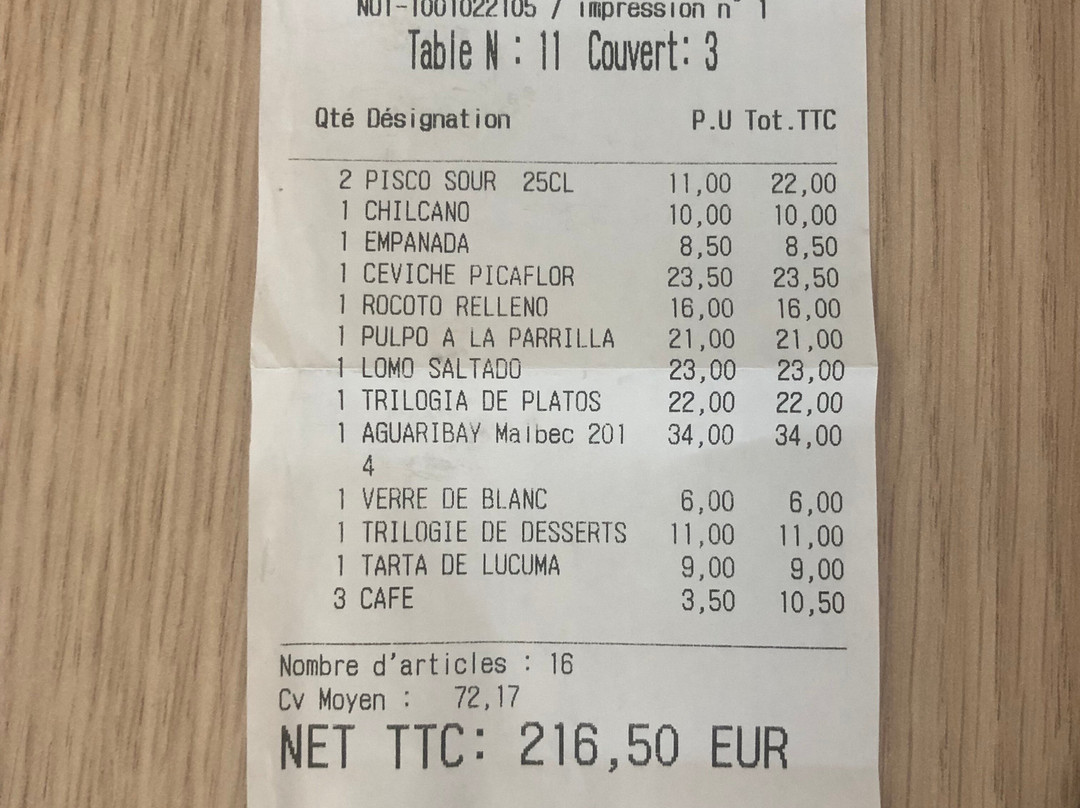 N01-1001022105 / impression n° 1
Table N : 11 Couvert: 3
Qté Désignation P.U Tot.TTC
2 PISCO SOUR 25CL 11,00 22,00
1 CHILCANO 10,00 10,00
1 EMPANADA 8,50 8,50
1 CEVICHE PICAFLOR 23,50 23,50
1 ROCOTO RELLENO 16,00 16,00
1 PULPO A LA PARRILLA 21,00 21,00
1 LOMO SALTADO 23,00 23,00
1 TRILOGIA DE PLATOS 22,00 22,00
1 AGUARIBAY Malbec 201 34,00 34,00
4
1 VERRE DE BLANC 6,00 6,00
1 TRILOGIE DE DESSERTS 11,00 11,00
1 TARTA DE LUCUMA 9,00 9,00
3 CAFE 3,50 10,50
Nombre d'articles : 16
Cv Moyen : 72,17
NET TTC: 216,50 EUR